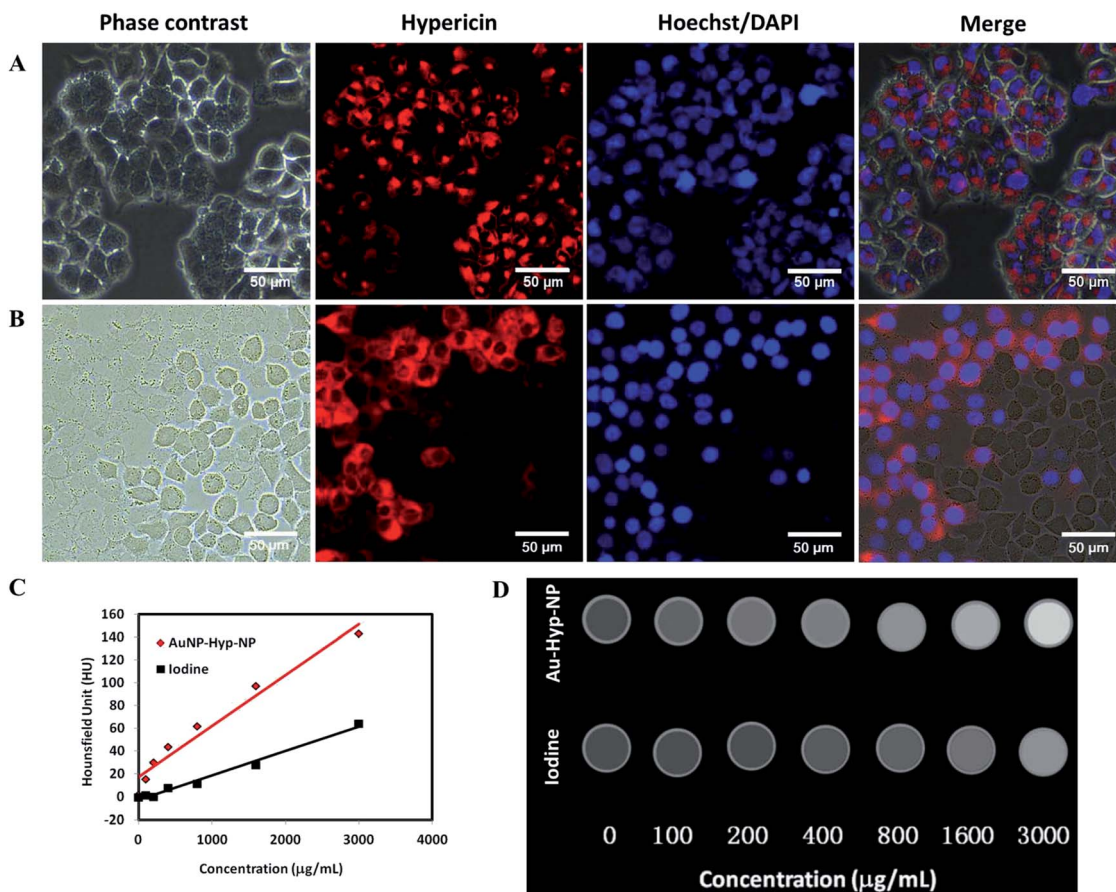 Phase contrast Hypericin Hoechst/DAPI Merge
A
50 µm 50 µm 50 µm 50 µm
B
50 µm 50 µm 50 µm 50 µm
C
160
140
120
100
80
60
40
20
0
-20
Hounsfield Unit (HU)
AuNP-Hyp-NP
Iodine
0 1000 2000 3000 4000
Concentration (µg/mL)
D
Au-Hyp-NP
Iodine
0 100 200 400 800 1600 3000
Concentration (µg/mL)